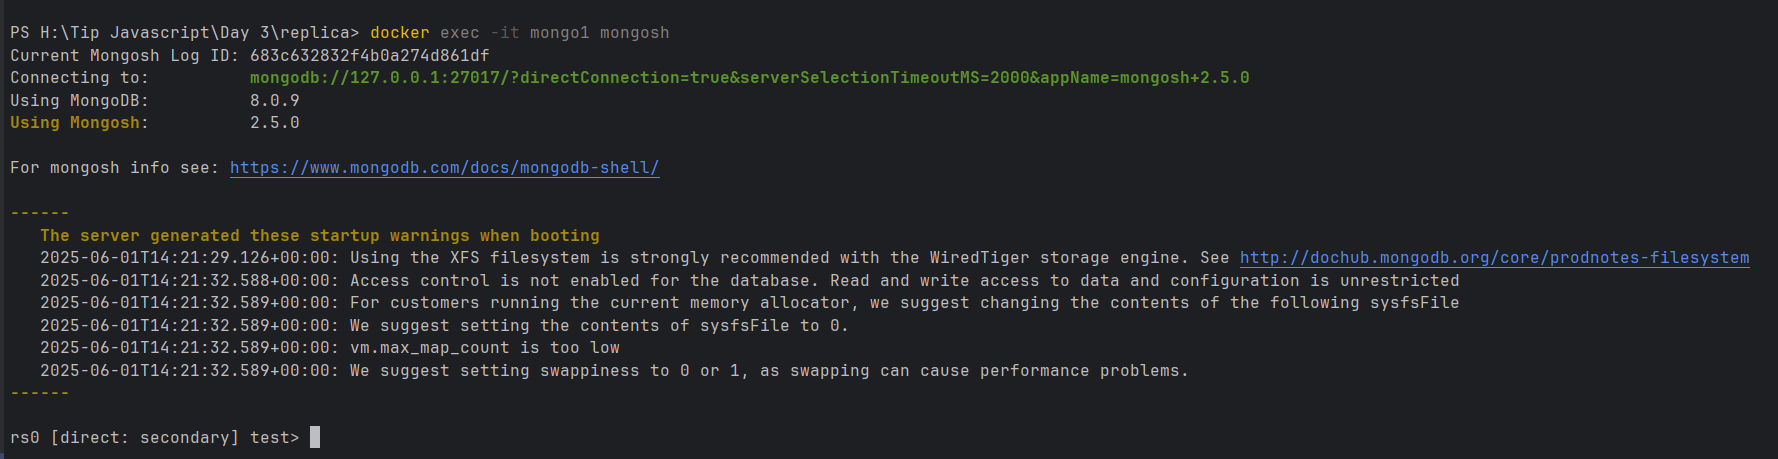 PS H:\Tip Javascript\Day 3\replica> docker exec -it mongo1 mongosh
Current Mongosh Log ID: 683c632832f4b0a274d861df
Connecting to:          mongodb://127.0.0.1:27017/?directConnection=true&serverSelectionTimeoutMS=2000&appName=mongosh+2.5.0
Using MongoDB:          8.0.9
Using Mongosh:          2.5.0
For mongosh info see: https://www.mongodb.com/docs/mongodb-shell/
------
   The server generated these startup warnings when booting
   2025-06-01T14:21:29.126+00:00: Using the XFS filesystem is strongly recommended with the WiredTiger storage engine. See http://dochub.mongodb.org/core/prodnotes-filesystem
   2025-06-01T14:21:32.588+00:00: Access control is not enabled for the database. Read and write access to data and configuration is unrestricted
   2025-06-01T14:21:32.589+00:00: For customers running the current memory allocator, we suggest changing the contents of the following sysfsFile
   2025-06-01T14:21:32.589+00:00: We suggest setting the contents of sysfsFile to 0.
   2025-06-01T14:21:32.589+00:00: vm.max_map_count is too low
   2025-06-01T14:21:32.589+00:00: We suggest setting swappiness to 0 or 1, as swapping can cause performance problems.
------
rs0 [direct: secondary] test>